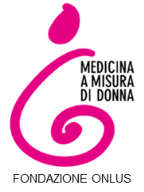 MEDICINA
A MISURA
DI DONNA
FONDAZIONE ONLUS